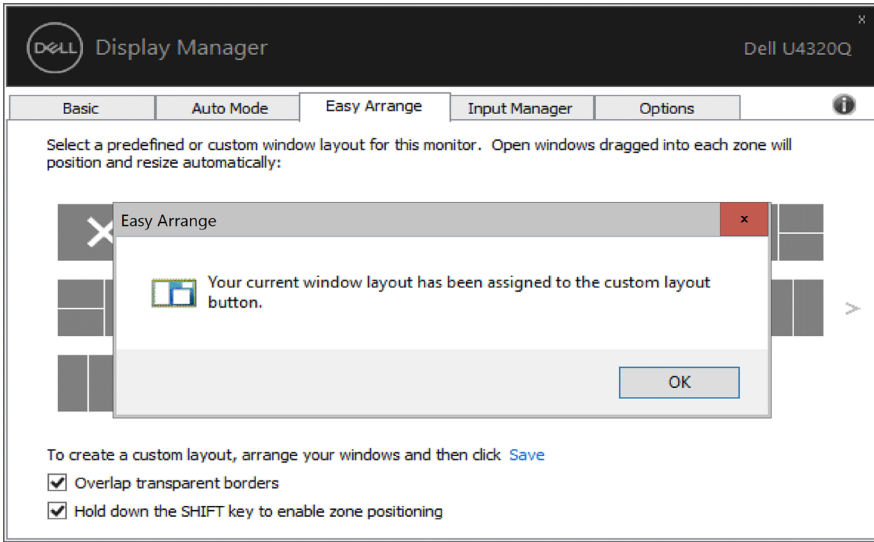 x
DELL Display Manager
Dell U4320Q
Basic
Auto Mode
Easy Arrange
Input Manager
Options
Select a predefined or custom window layout for this monitor. Open windows dragged into each zone will
position and resize automatically:
Easy Arrange
x
Your current window layout has been assigned to the custom layout
button.
OK
>
To create a custom layout, arrange your windows and then click Save
Overlap transparent borders
Hold down the SHIFT key to enable zone positioning